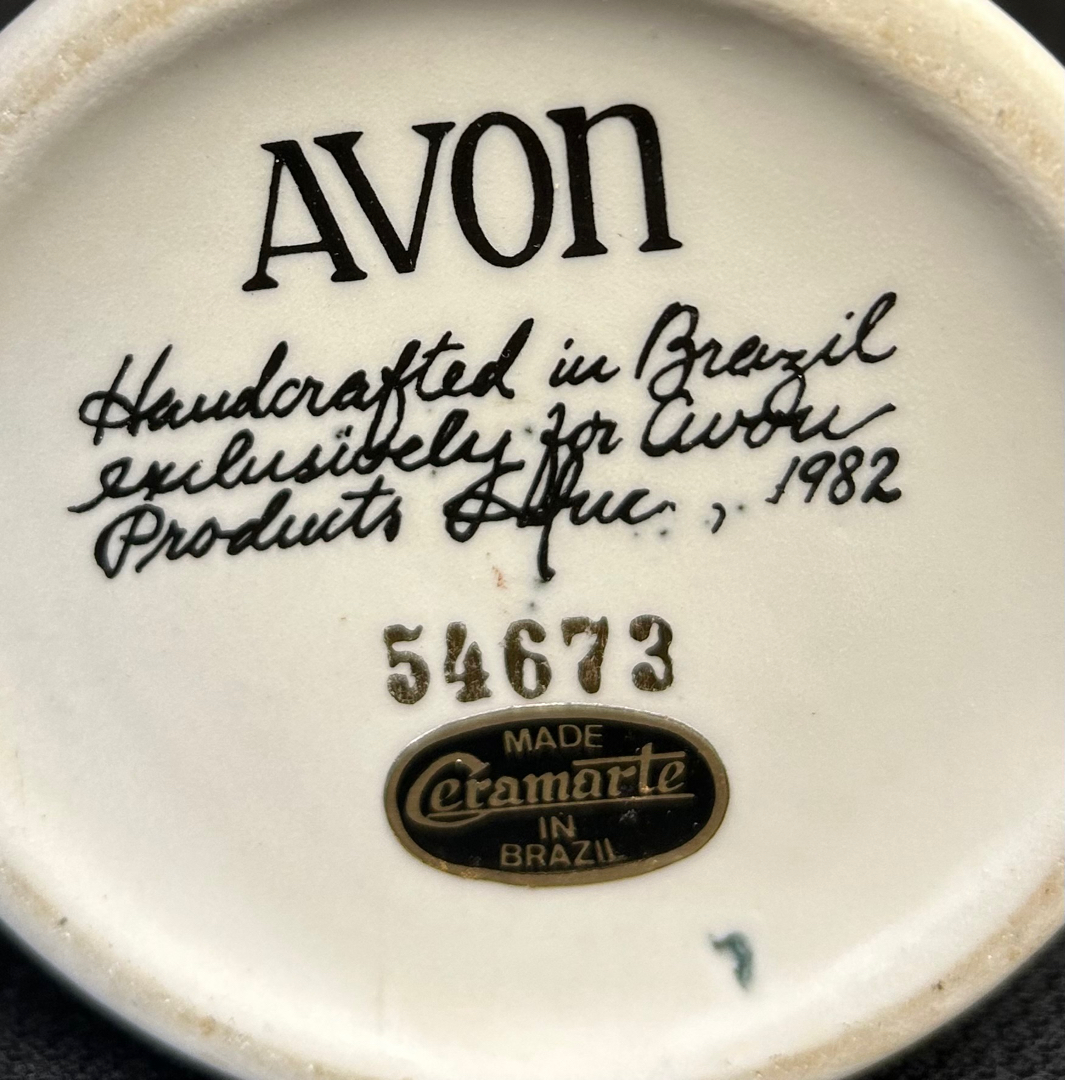 AVON
Handcrafted in Brazil
exclusively for Avon
Products Inc., 1982
54673
MADE
Ceramarte
IN
BRAZIL